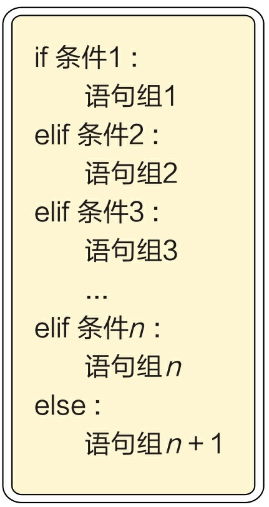 if 条件1：
语句组1
elif 条件2：
语句组2
elif 条件3：
语句组3
...
elif 条件n：
语句组n
else：
语句组n+1